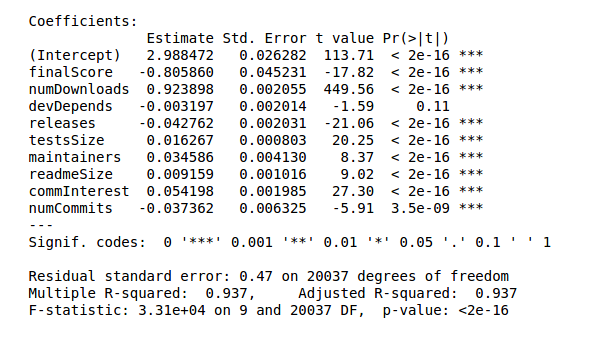 Coefficients:
              Estimate Std. Error t value Pr(>|t|)
(Intercept)   2.988472   0.026282  113.71  < 2e-16 ***
finalScore   -0.805860   0.045231  -17.82  < 2e-16 ***
numDownloads  0.923898   0.002055  449.56  < 2e-16 ***
devDepends   -0.003197   0.002014   -1.59     0.11
releases     -0.042762   0.002031  -21.06  < 2e-16 ***
testsSize     0.016267   0.000803   20.25  < 2e-16 ***
maintainers   0.034586   0.004130    8.37  < 2e-16 ***
readmeSize    0.009159   0.001016    9.02  < 2e-16 ***
commInterest  0.054198   0.001985   27.30  < 2e-16 ***
numCommits   -0.037362   0.006325   -5.91  3.5e-09 ***
---
Signif. codes:  0 '***' 0.001 '**' 0.01 '*' 0.05 '.' 0.1 ' ' 1
Residual standard error: 0.47 on 20037 degrees of freedom
Multiple R-squared:  0.937,     Adjusted R-squared:  0.937
F-statistic: 3.31e+04 on 9 and 20037 DF,  p-value: <2e-16